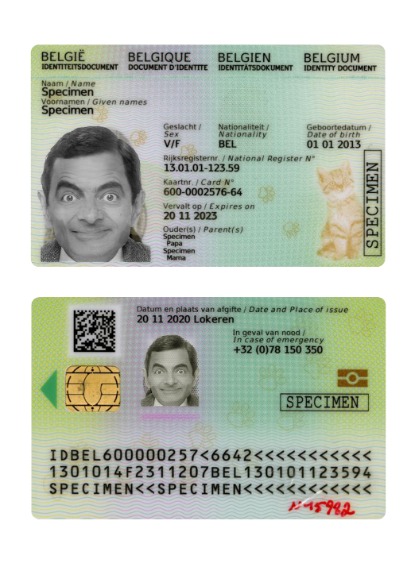 BELGIË BELGIQUE BELGIEN BELGIUM
IDENTITEITSDOCUMENT DOCUMENT D'IDENTITE IDENTITÄTSDOKUMENT IDENTITY DOCUMENT
Naam / Name
Specimen
Voornamen / Given names
Specimen
Geslacht / Sex Nationaliteit / Nationality Geboortedatum / Date of birth
V/F BEL 01 01 2013
Rijksregisternr. / National Register N°
13.01.01-123.59
Kaartnr. / Card N°
600-0002576-64
Vervalt op / Expires on
20 11 2023
Ouder(s) / Parent(s)
Specimen
Papa
Specimen
Mama
SPECIMEN
Datum en plaats van afgifte / Date and Place of issue
20 11 2020 Lokeren
In geval van nood /
In case of emergency
+32 (0)78 150 350
SPECIMEN
IDBEL600000257<6642<<<<<<<<<<<
1301014F2311207BEL130101123594
SPECIMEN<<SPECIMEN<<<<<<<<<<<<